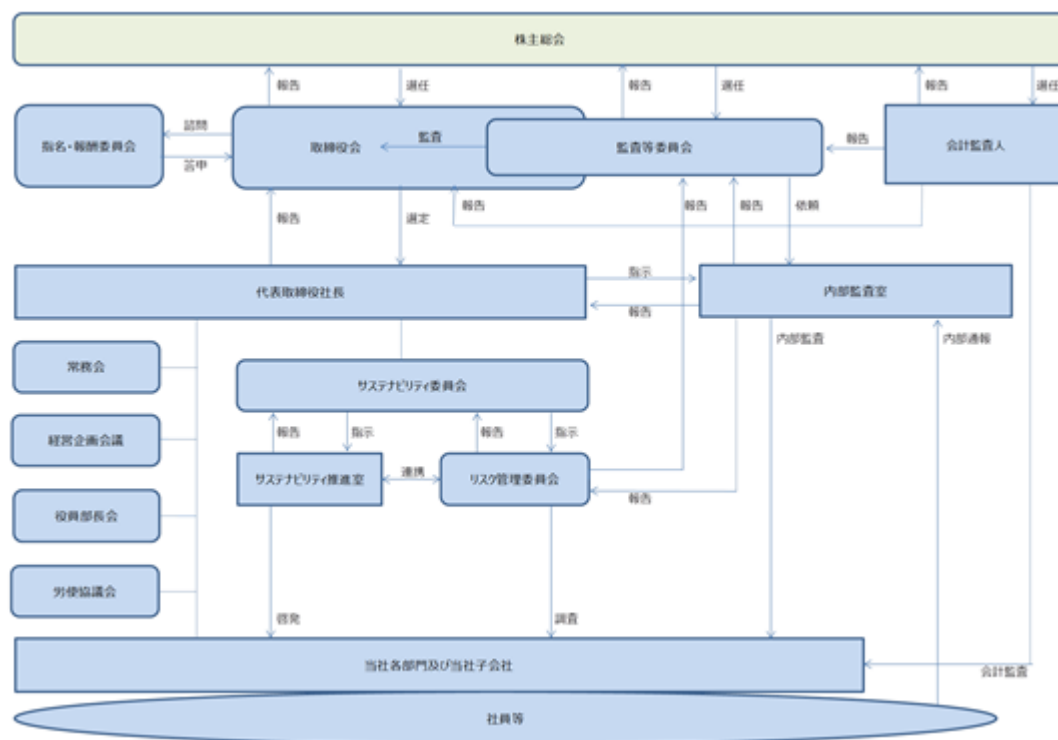 株主総会
報告
選任
報告
選任
報告
選任
指名・報酬委員会
諮問
答申
取締役会
監査
監査等委員会
報告
会計監査人
報告
選定
報告
報告
報告
依頼
代表取締役社長
指示
報告
内部監査室
内部監査
内部通報
常務会
サステナビリティ委員会
経営企画会議
報告
指示
報告
指示
サステナビリティ推進室
連携
リスク管理委員会
報告
役員部長会
労使協議会
啓発
調査
当社各部門及び当社子会社
会計監査
社員等